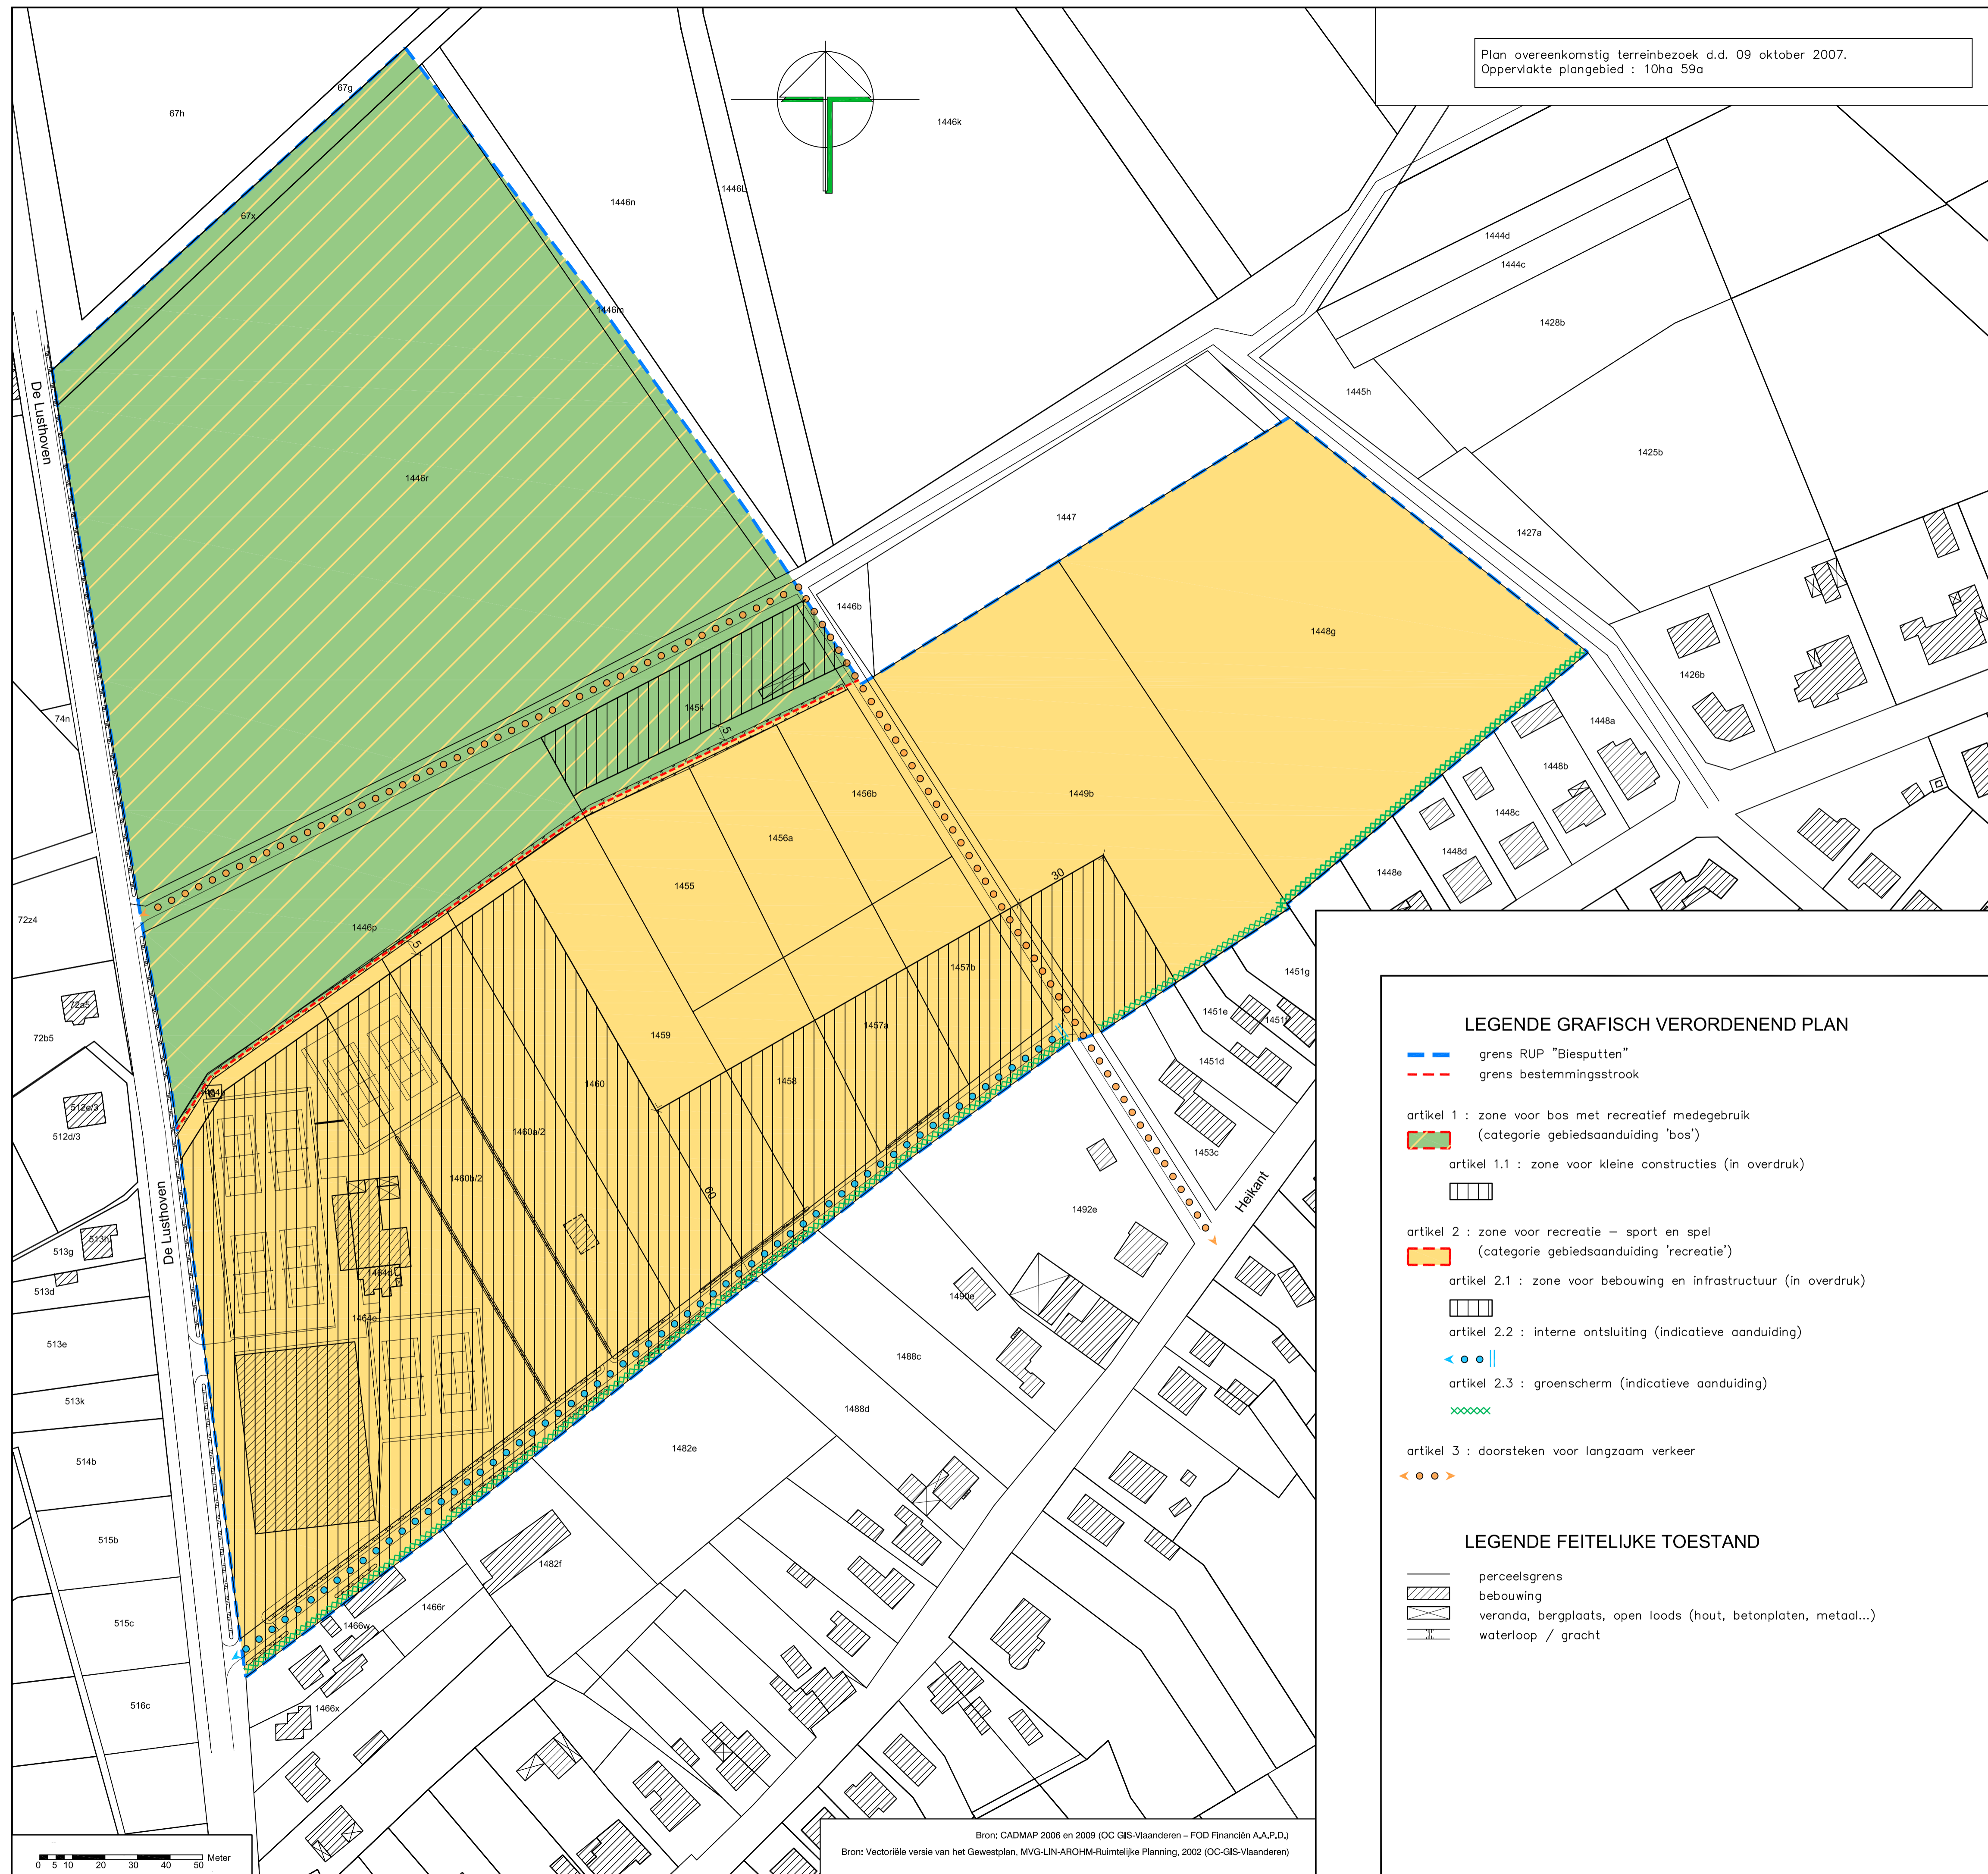 Plan overeenkomstig terreinbezoek d.d. 09 oktober 2007.
Oppervlakte plangebied : 10ha 59a
67g
67h
1446k
1446L
1446n
67x
1444d
1444c
1446m
1428b
De Lusthoven
1445h
1425b
1446r
1447
1427a
1446b
1448g
1426b
1454
5
74n
1448a
1448b
1456b
1449b
1448c
1456a
1448d
1455
30
1448e
72z4
1446p
5
1457b
1451g
72a5
1451e
1451f
1457a
72b5
1459
1451d
1458
1460
512e/3
512d/3
1460a/2
1453c
1460b/2
60
Heikant
1492e
De Lusthoven
513h
513g
1464d
513d
1490e
1464e
513e
1488c
513k
1488d
1482e
514b
515b
1482f
1466r
515c
1466w
516c
1466x
LEGENDE GRAFISCH VERORDENEND PLAN
grens RUP "Biesputten"
grens bestemmingsstrook
artikel 1 : zone voor bos met recreatief medegebruik
(categorie gebiedsaanduiding 'bos')
artikel 1.1 : zone voor kleine constructies (in overdruk)
artikel 2 : zone voor recreatie – sport en spel
(categorie gebiedsaanduiding 'recreatie')
artikel 2.1 : zone voor bebouwing en infrastructuur (in overdruk)
artikel 2.2 : interne ontsluiting (indicatieve aanduiding)
artikel 2.3 : groenscherm (indicatieve aanduiding)
artikel 3 : doorsteken voor langzaam verkeer
LEGENDE FEITELIJKE TOESTAND
perceelsgrens
bebouwing
veranda, bergplaats, open loods (hout, betonplaten, metaal...)
waterloop / gracht
Bron: CADMAP 2006 en 2009 (OC GIS-Vlaanderen – FOD Financiën A.A.P.D.)
Bron: Vectoriële versie van het Gewestplan, MVG-LIN-AROHM-Ruimtelijke Planning, 2002 (OC-GIS-Vlaanderen)
Meter
0 5 10 20 30 40 50